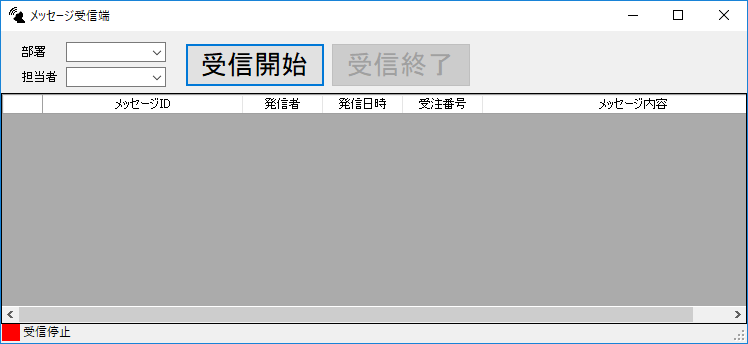 メッセージ受信端
部署
担当者
受信開始
受信終了
メッセージID 発信者 発信日時 受注番号 メッセージ内容
受信停止